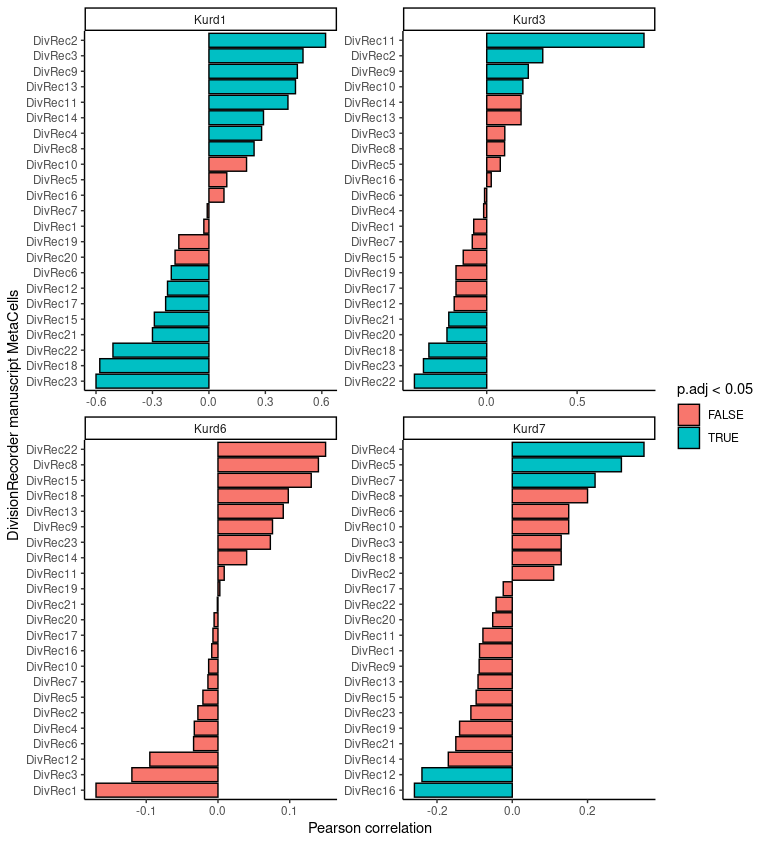 Kurd1
DivRec2
DivRec3
DivRec9
DivRec13
DivRec11
DivRec14
DivRec4
DivRec8
DivRec10
DivRec5
DivRec16
DivRec7
DivRec1
DivRec19
DivRec20
DivRec6
DivRec12
DivRec17
DivRec15
DivRec21
DivRec22
DivRec18
DivRec23
-0.6 -0.3 0.0 0.3 0.6
Kurd3
DivRec11
DivRec2
DivRec9
DivRec10
DivRec14
DivRec13
DivRec3
DivRec8
DivRec5
DivRec16
DivRec6
DivRec4
DivRec1
DivRec7
DivRec15
DivRec19
DivRec17
DivRec12
DivRec21
DivRec20
DivRec18
DivRec23
DivRec22
0.0 0.5
Kurd6
DivRec22
DivRec8
DivRec15
DivRec18
DivRec13
DivRec9
DivRec23
DivRec14
DivRec11
DivRec19
DivRec21
DivRec20
DivRec17
DivRec16
DivRec10
DivRec7
DivRec5
DivRec2
DivRec4
DivRec6
DivRec12
DivRec3
DivRec1
-0.1 0.0 0.1
Kurd7
DivRec4
DivRec5
DivRec7
DivRec8
DivRec6
DivRec10
DivRec3
DivRec18
DivRec2
DivRec17
DivRec22
DivRec20
DivRec11
DivRec1
DivRec9
DivRec13
DivRec15
DivRec23
DivRec19
DivRec21
DivRec14
DivRec12
DivRec16
-0.2 0.0 0.2
Pearson correlation
DivisionRecorder manuscript MetaCells
p.adj < 0.05
FALSE
TRUE